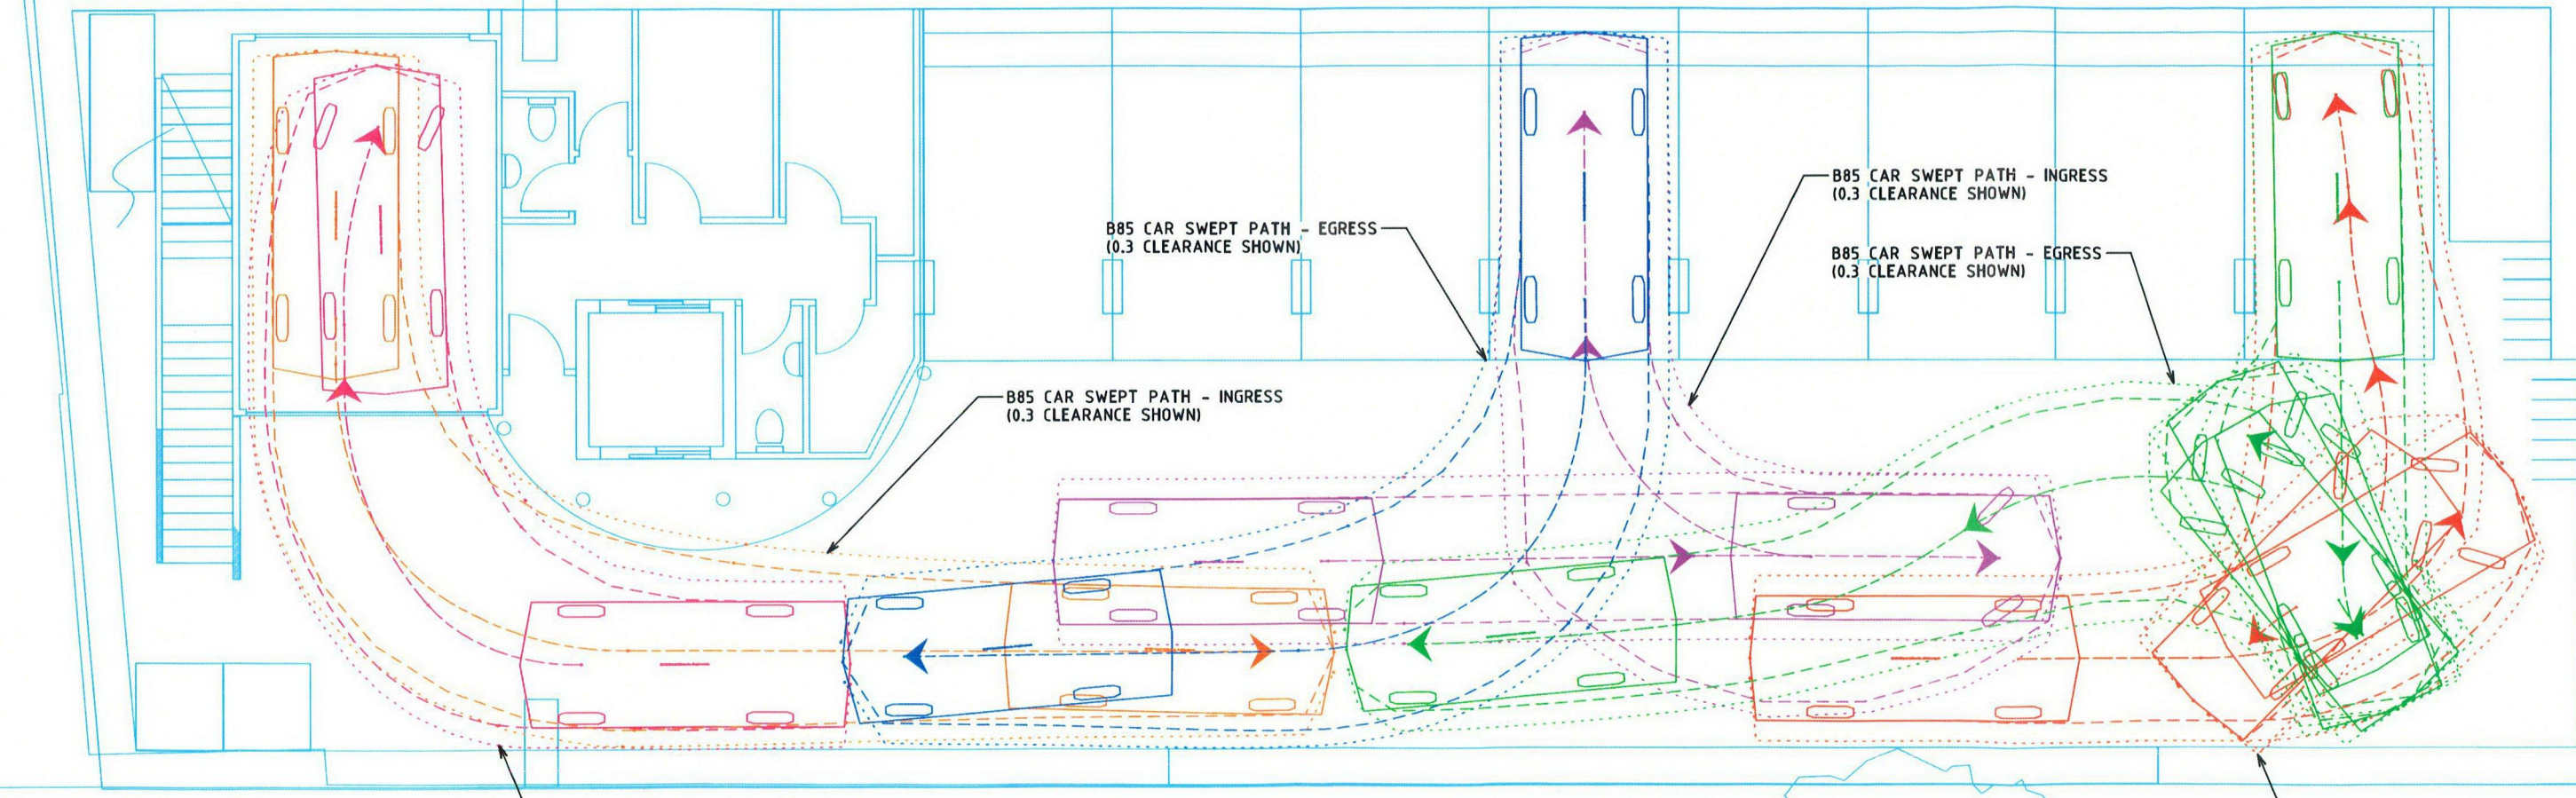 B85 CAR SWEPT PATH - INGRESS
(0.3 CLEARANCE SHOWN)
B85 CAR SWEPT PATH - EGRESS
(0.3 CLEARANCE SHOWN)
B85 CAR SWEPT PATH - EGRESS
(0.3 CLEARANCE SHOWN)
B85 CAR SWEPT PATH - INGRESS
(0.3 CLEARANCE SHOWN)